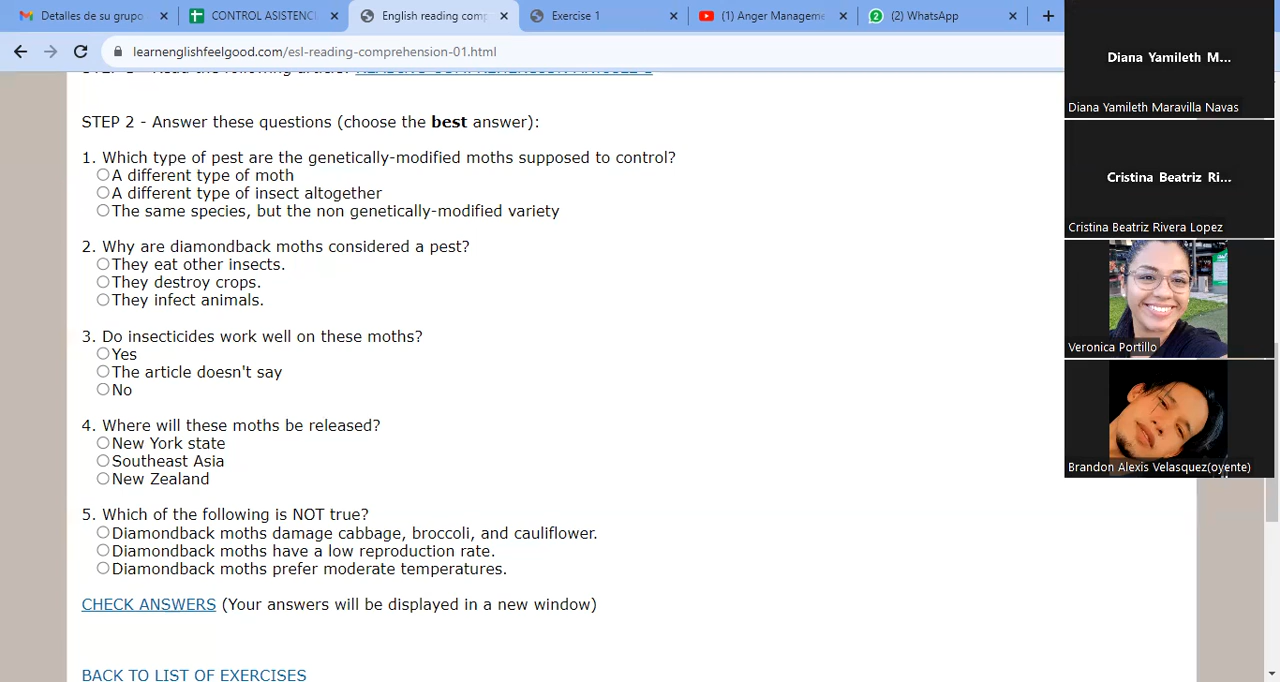 Detalles de su grupo
CONTROL ASISTENC
English reading com
Exercise 1
(1) Anger Manageme
(2) WhatsApp
learnenglishfeelgood.com/esl-reading-comprehension-01.html
STEP 2 - Answer these questions (choose the best answer):
1. Which type of pest are the genetically-modified moths supposed to control?
A different type of moth
A different type of insect altogether
The same species, but the non genetically-modified variety
2. Why are diamondback moths considered a pest?
They eat other insects.
They destroy crops.
They infect animals.
3. Do insecticides work well on these moths?
Yes
The article doesn't say
No
4. Where will these moths be released?
New York state
Southeast Asia
New Zealand
5. Which of the following is NOT true?
Diamondback moths damage cabbage, broccoli, and cauliflower.
Diamondback moths have a low reproduction rate.
Diamondback moths prefer moderate temperatures.
CHECK ANSWERS (Your answers will be displayed in a new window)
BACK TO LIST OF EXERCISES
Diana Yamileth M...
Diana Yamileth Maravilla Navas
Cristina Beatriz Ri...
Cristina Beatriz Rivera Lopez
Veronica Portillo
Brandon Alexis Velasquez(oyente)